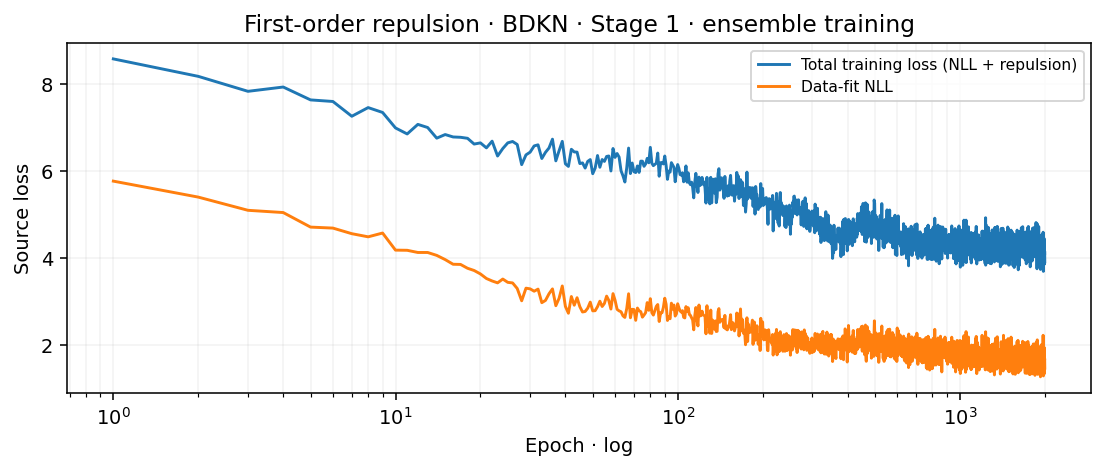 First-order repulsion · BDKN · Stage 1 · ensemble training
Total training loss (NLL + repulsion)
Data-fit NLL
Source loss
8
6
4
2
10⁰
10¹
10²
10³
Epoch · log